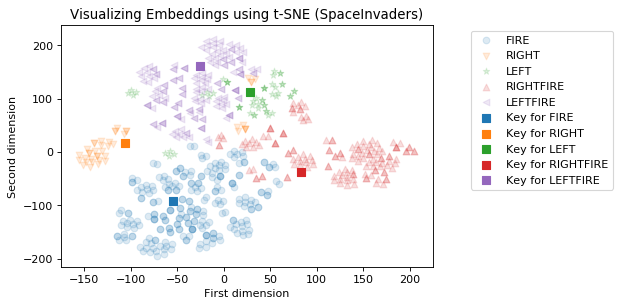 Visualizing Embeddings using t-SNE (SpaceInvaders)
Second dimension
200
100
0
−100
−200
−150
−100
−50
0
50
100
150
200
First dimension
FIRE
RIGHT
LEFT
RIGHTFIRE
LEFTFIRE
Key for FIRE
Key for RIGHT
Key for LEFT
Key for RIGHTFIRE
Key for LEFTFIRE